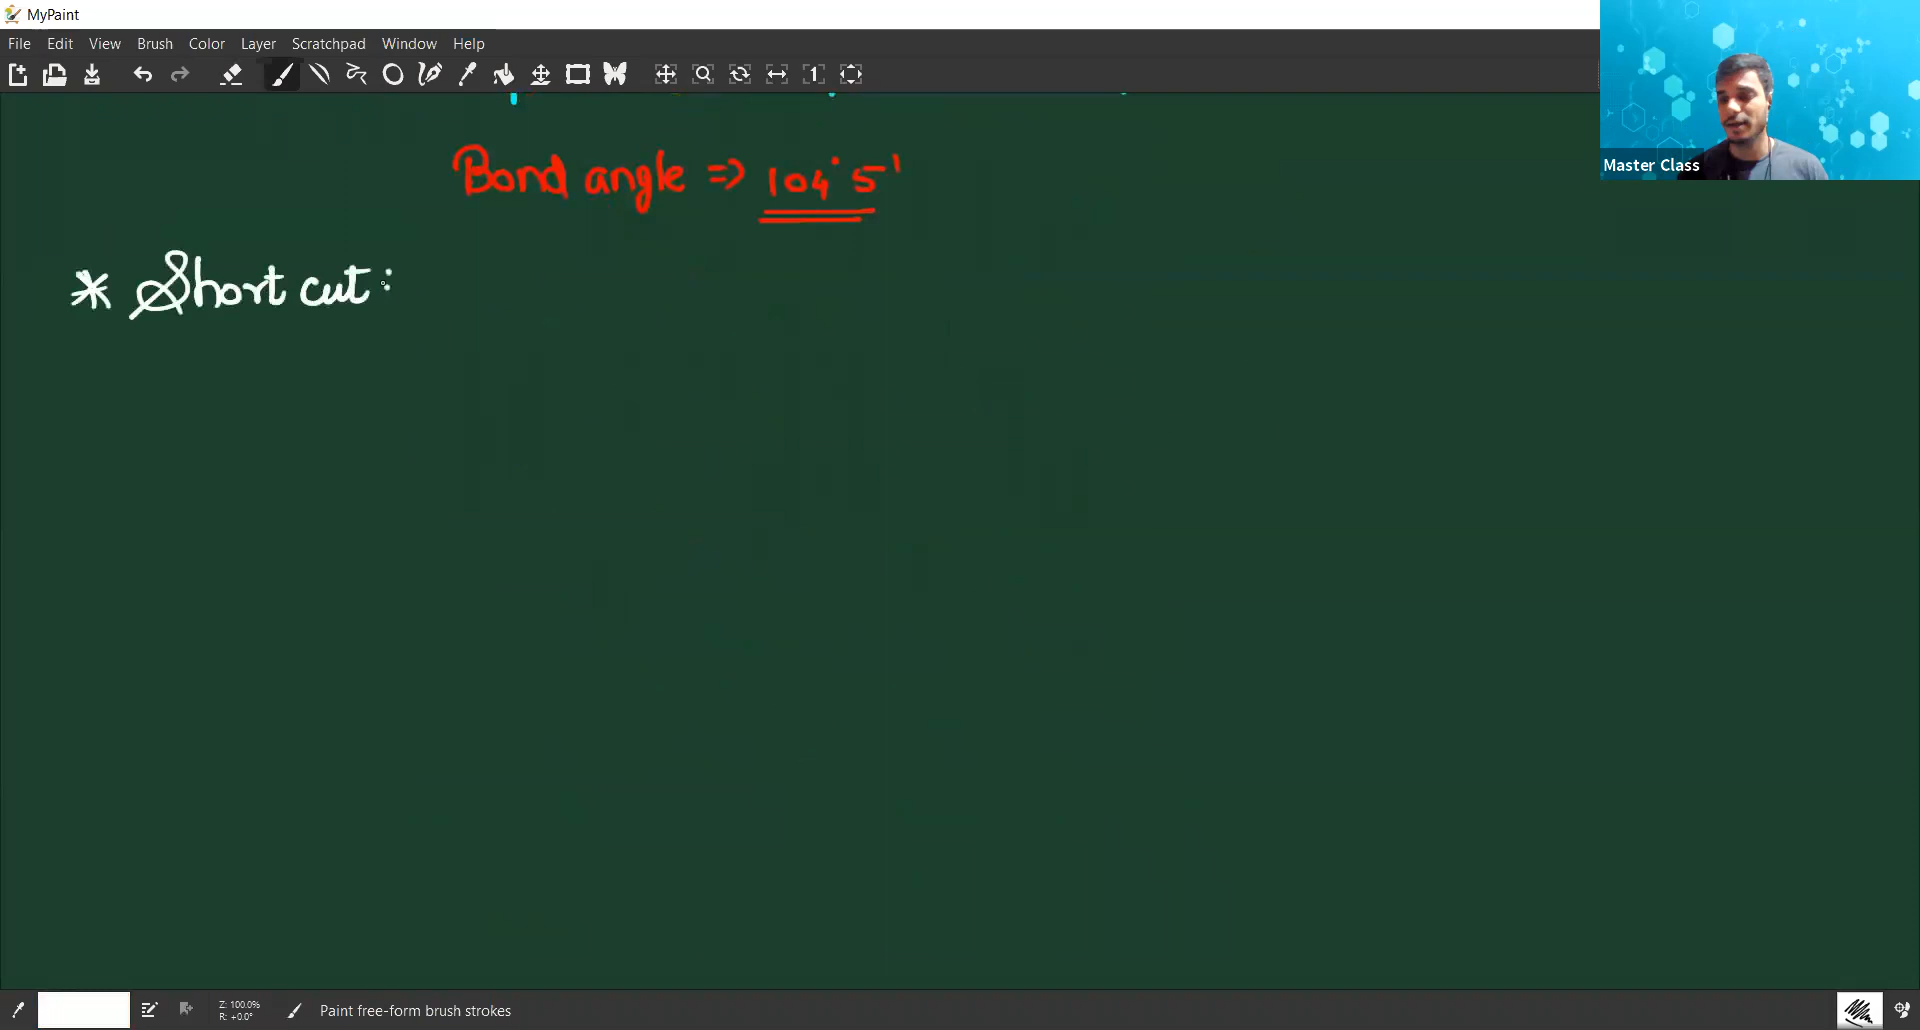 MyPaint
File Edit View Brush Color Layer Scratchpad Window Help
1
Master Class
Bond angle => 104° 5'
* Short cut :
Z: 100.0%
R: +0.0°
Paint free-form brush strokes